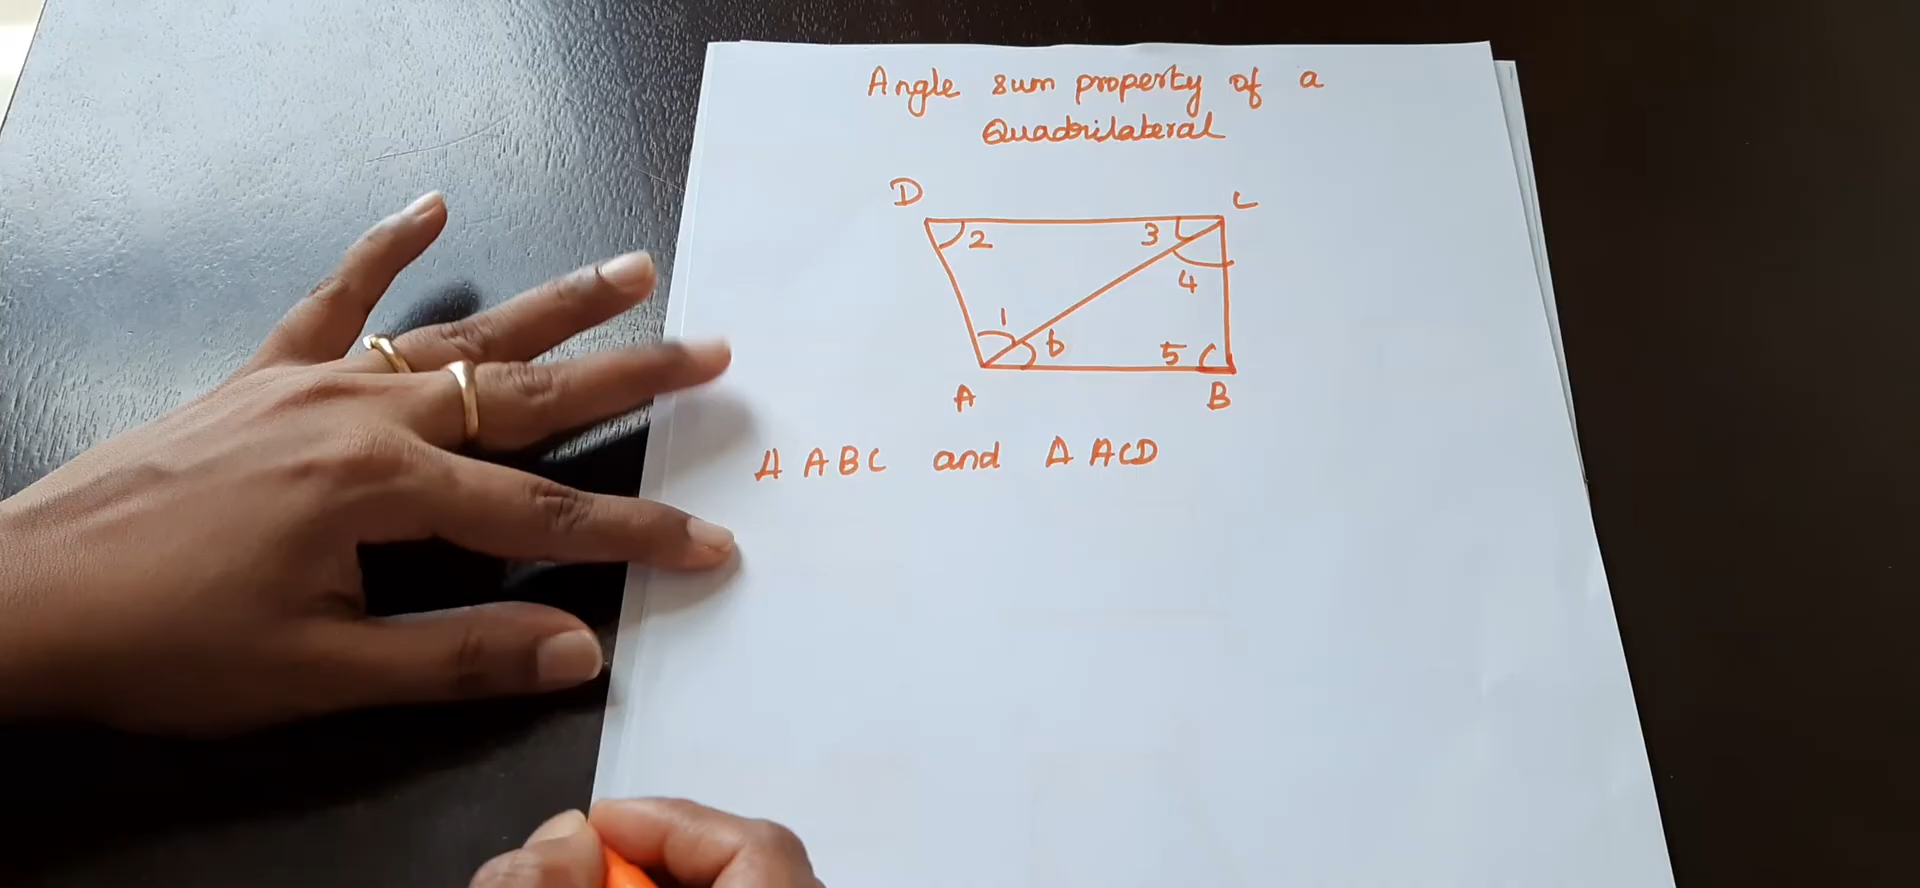 Angle sum property of a
Quadrilateral
D C
2 3
4
1 6 5
A B
Δ ABC and Δ ACD